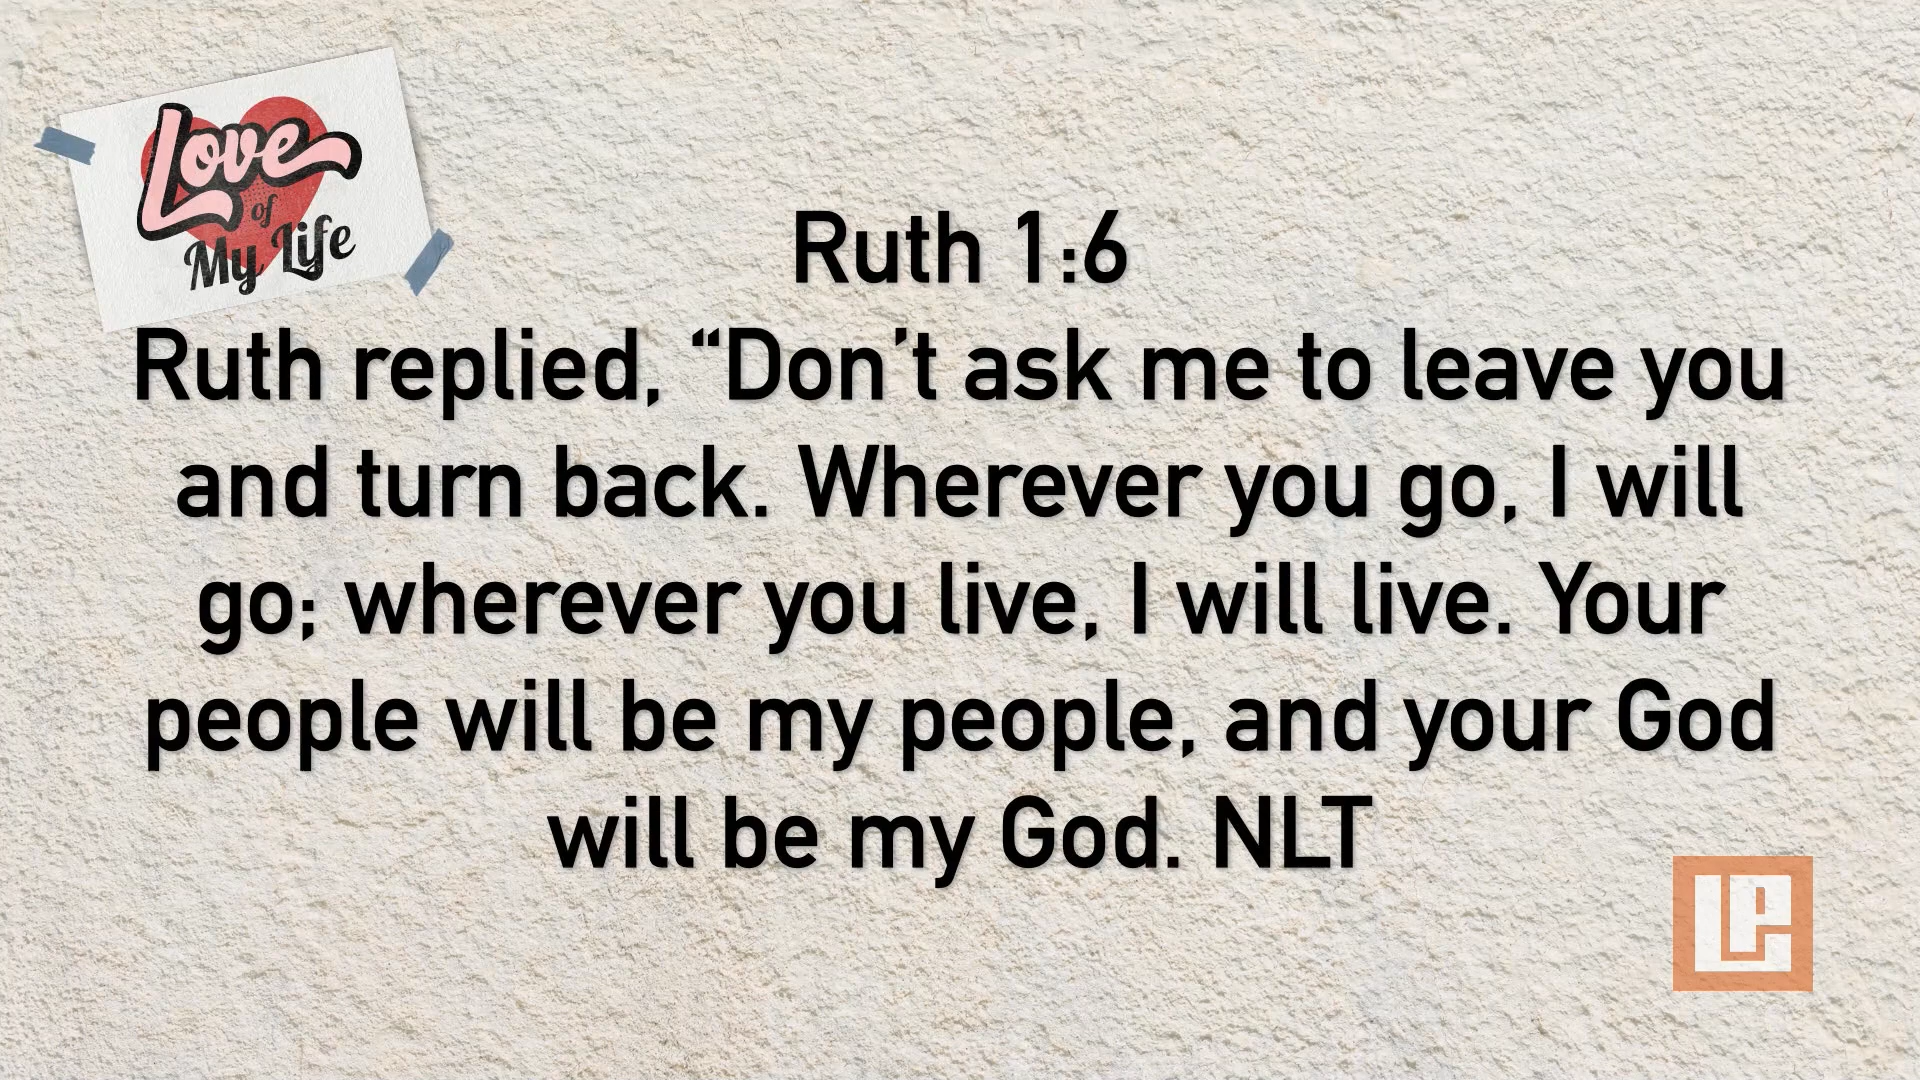 Love
of
My Life
Ruth 1:6
Ruth replied, “Don’t ask me to leave you
and turn back. Wherever you go, I will
go; wherever you live, I will live. Your
people will be my people, and your God
will be my God. NLT
LP